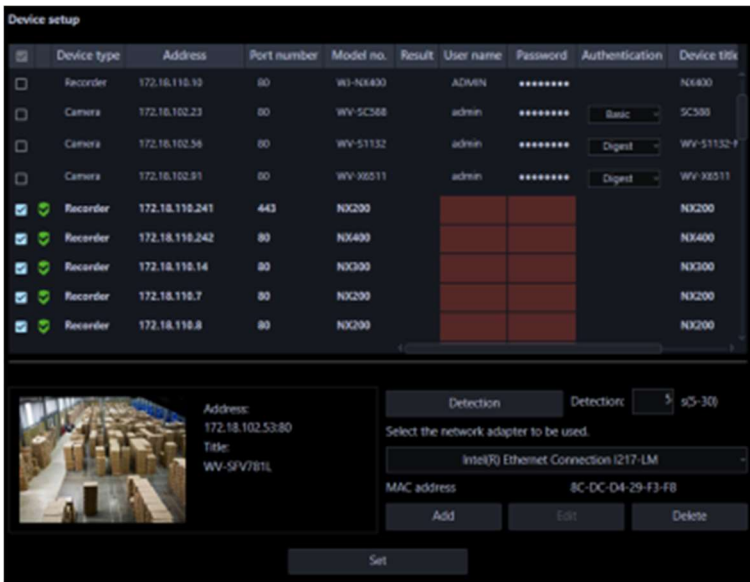 Device setup
Device type Address Port number Model no. Result User name Password Authentication Device title
Recorder 172.18.110.10 80 WJ-NX400 ADMIN ●●●●●●●● NX400
Camera 172.18.102.23 80 WV-SC588 admin ●●●●●●●● Basic SC588
Camera 172.18.102.56 80 WV-S1132 admin ●●●●●●●● Digest WV-S1132-
Camera 172.18.102.91 80 WV-X6511 admin ●●●●●●●● Digest WV-X6511
Recorder 172.18.110.241 443 NX200 NX200
Recorder 172.18.110.242 80 NX400 NX400
Recorder 172.18.110.14 80 NX300 NX300
Recorder 172.18.110.7 80 NX200 NX200
Recorder 172.18.110.8 80 NX200 NX200
Address:
172.18.102.53:80
Title:
WV-SFV781L
Detection Detection: 5 s(5-30)
Select the network adapter to be used.
Intel(R) Ethernet Connection I217-LM
MAC address 8C-DC-D4-29-F3-F8
Add Edit Delete
Set